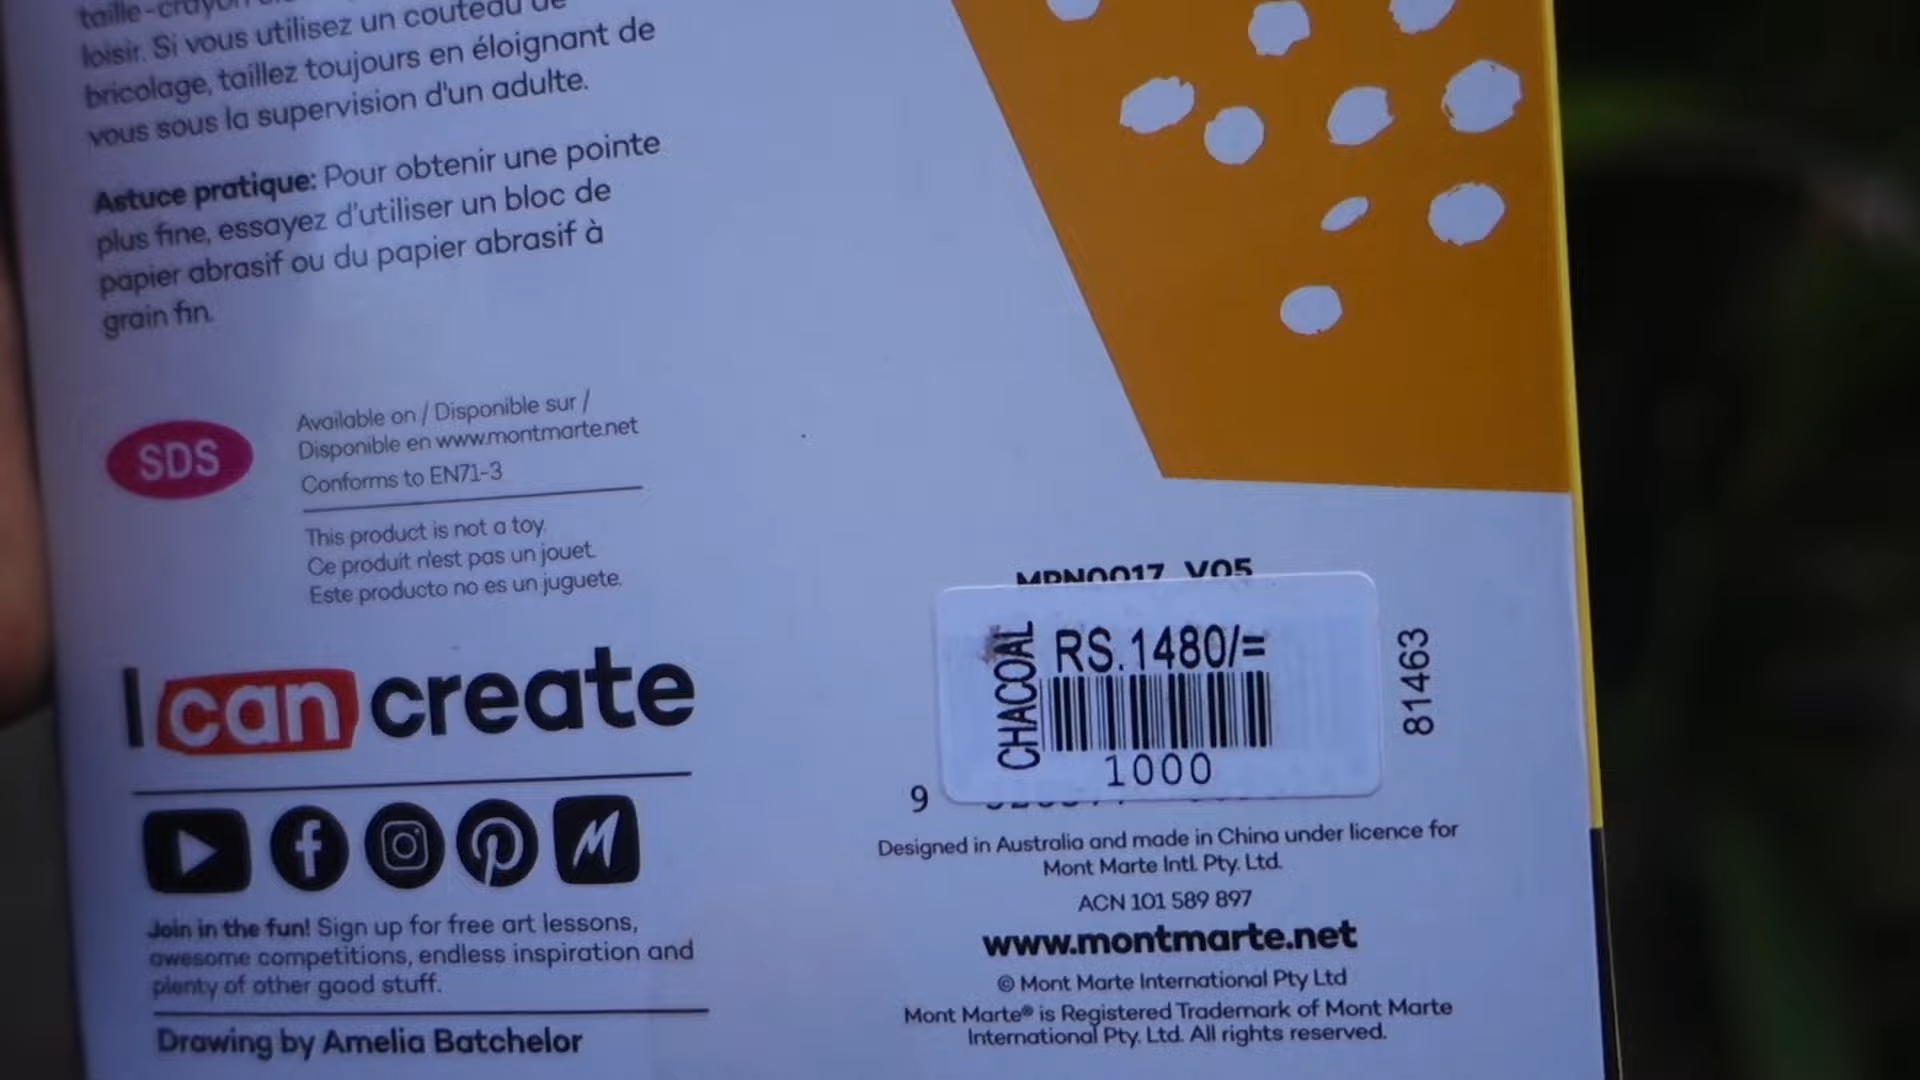 taille-crayon
loisir. Si vous utilisez un couteau de
bricolage, taillez toujours en éloignant de
vous sous la supervision d'un adulte.
Astuce pratique: Pour obtenir une pointe
plus fine, essayez d'utiliser un bloc de
papier abrasif ou du papier abrasif à
grain fin.
SDS
Available on / Disponible sur /
Disponible en www.montmarte.net
Conforms to EN71-3
This product is not a toy.
Ce produit n'est pas un jouet.
Este producto no es un juguete.
I can create
Join in the fun! Sign up for free art lessons,
awesome competitions, endless inspiration and
plenty of other good stuff.
Drawing by Amelia Batchelor
MPN0017_V05
CHACOAL
RS.1480/=
1000
81463
9
Designed in Australia and made in China under licence for
Mont Marte Intl. Pty. Ltd.
ACN 101 589 897
www.montmarte.net
© Mont Marte International Pty Ltd
Mont Marte® is Registered Trademark of Mont Marte
International Pty. Ltd. All rights reserved.